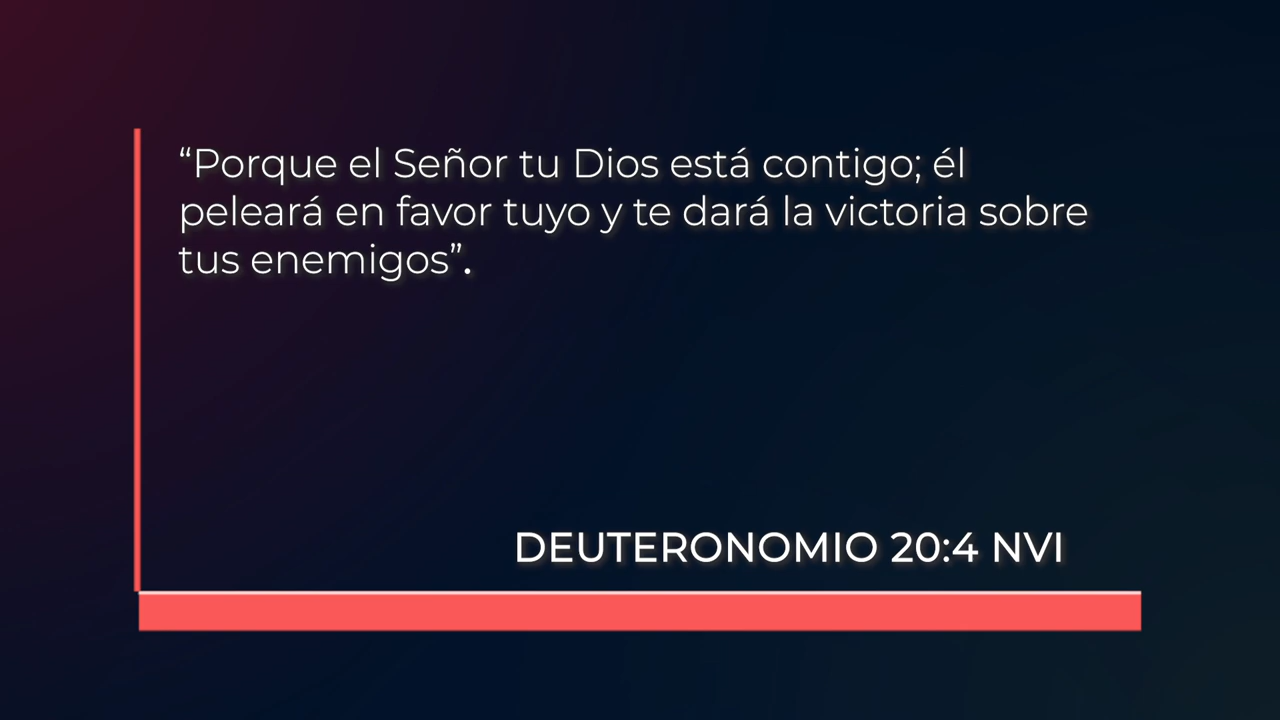 “Porque el Señor tu Dios está contigo; él
peleará en favor tuyo y te dará la victoria sobre
tus enemigos”.
DEUTERONOMIO 20:4 NVI